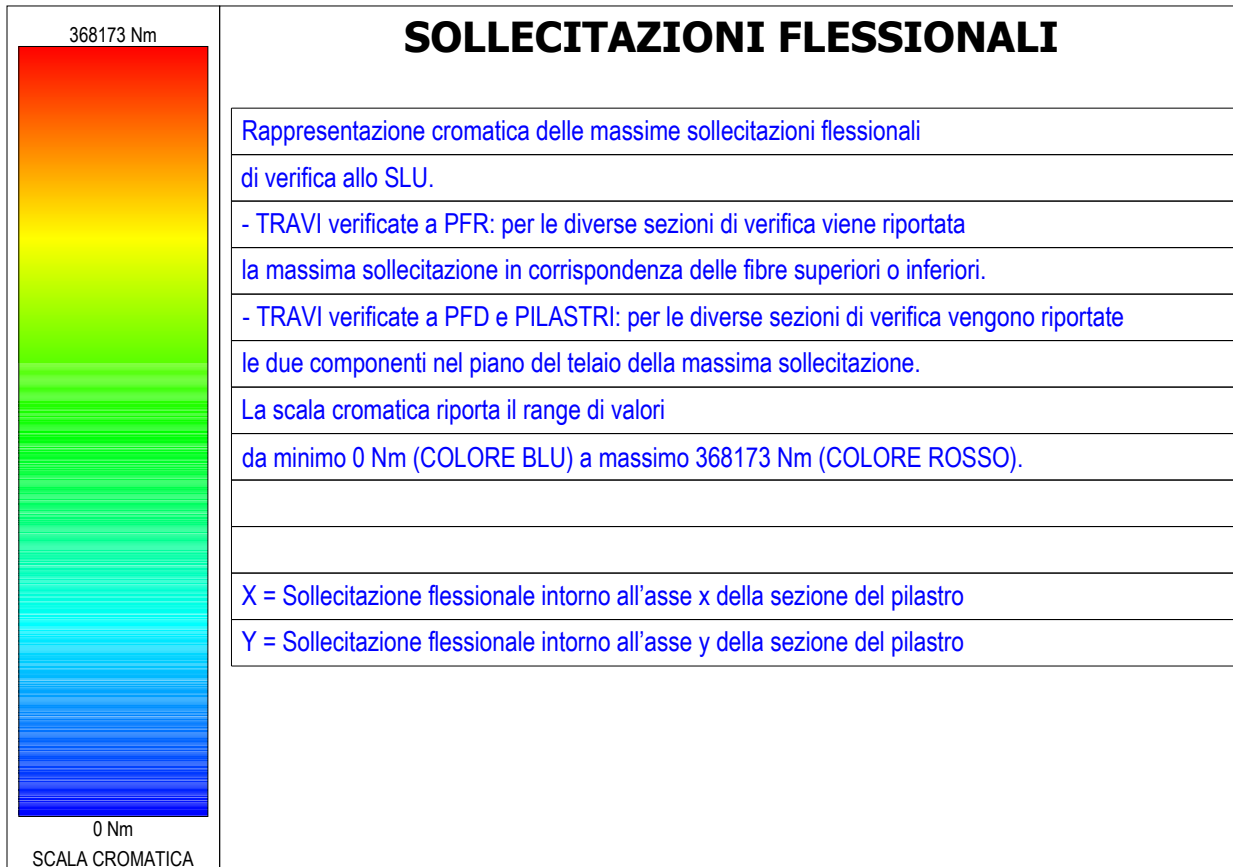 368173 Nm
0 Nm
SCALA CROMATICA
SOLLECITAZIONI FLESSIONALI
Rappresentazione cromatica delle massime sollecitazioni flessionali
di verifica allo SLU.
- TRAVI verificate a PFR: per le diverse sezioni di verifica viene riportata
la massima sollecitazione in corrispondenza delle fibre superiori o inferiori.
- TRAVI verificate a PFD e PILASTRI: per le diverse sezioni di verifica vengono riportate
le due componenti nel piano del telaio della massima sollecitazione.
La scala cromatica riporta il range di valori
da minimo 0 Nm (COLORE BLU) a massimo 368173 Nm (COLORE ROSSO).
X = Sollecitazione flessionale intorno all'asse x della sezione del pilastro
Y = Sollecitazione flessionale intorno all'asse y della sezione del pilastro